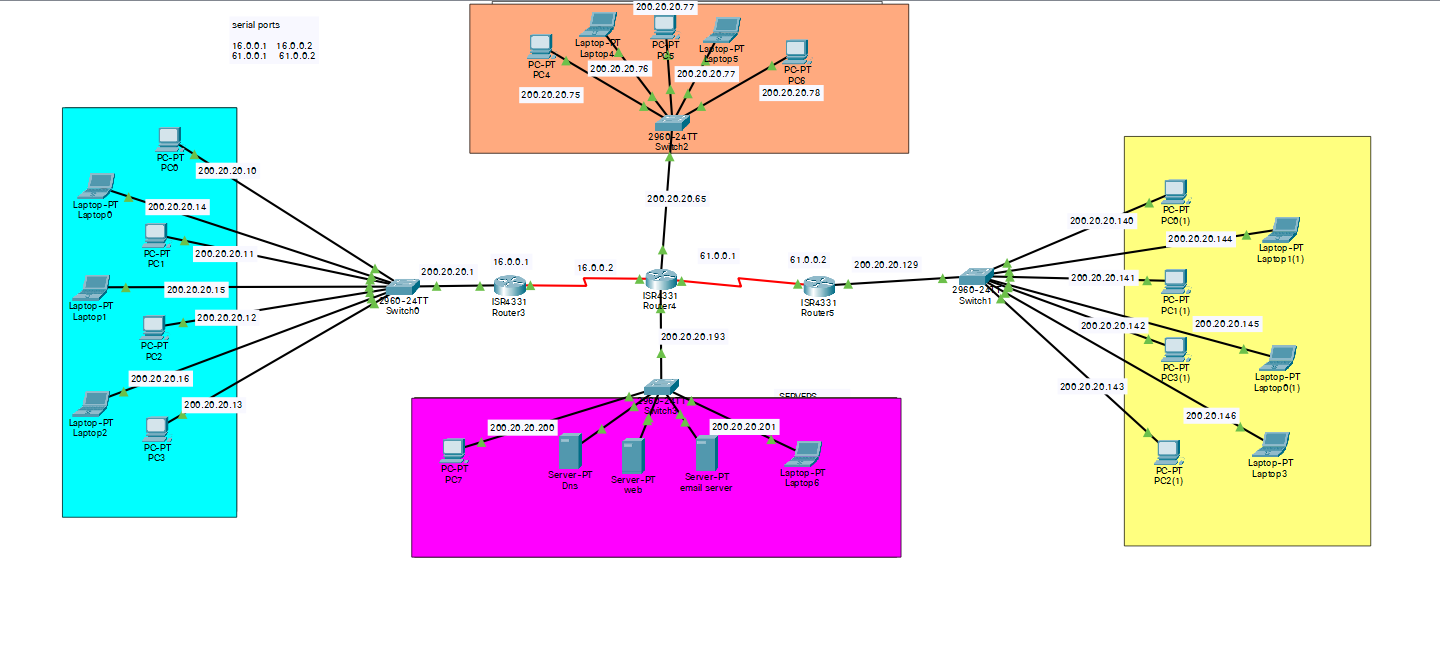 serial ports
16.0.0.1 16.0.0.2
61.0.0.1 61.0.0.2
200.20.20.77
Laptop-PT
Laptop4
PC-PT
PC5
Laptop-PT
Laptop5
PC-PT
PC4
PC-PT
PC6
200.20.20.76
200.20.20.77
200.20.20.75
200.20.20.78
2960-24TT
Switch2
200.20.20.65
PC-PT
PC0
200.20.20.10
Laptop-PT
Laptop0
200.20.20.14
PC-PT
PC1
200.20.20.11
Laptop-PT
Laptop1
200.20.20.15
PC-PT
PC2
200.20.20.12
Laptop-PT
Laptop2
200.20.20.16
PC-PT
PC3
200.20.20.13
2960-24TT
Switch0
200.20.20.1
16.0.0.1
ISR4331
Router3
16.0.0.2
ISR4331
Router4
61.0.0.1
61.0.0.2
ISR4331
Router5
200.20.20.129
Switch1
200.20.20.193
SERVERS
200.20.20.200
200.20.20.201
PC-PT
PC7
Server-PT
Dns
Server-PT
web
Server-PT
email server
Laptop-PT
Laptop6
200.20.20.140
PC-PT
PC0(1)
200.20.20.144
Laptop-PT
Laptop1(1)
200.20.20.141
PC-PT
PC1(1)
200.20.20.142
200.20.20.145
PC-PT
PC3(1)
Laptop-PT
Laptop0(1)
200.20.20.143
200.20.146
PC-PT
PC2(1)
Laptop-PT
Laptop3